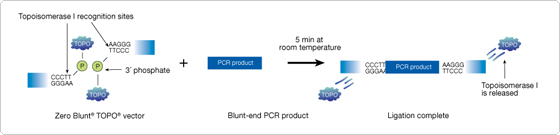 Topoisomerase I recognition sites
TOPO
AAGGG
TTCCC
P
P
CCCTT
GGGAA
3´ phosphate
TOPO
Zero Blunt® TOPO® vector
+
PCR product
Blunt-end PCR product
5 min at
room temperature
TOPO
CCCTT
GGGAA
PCR product
AAGGG
TTCCC
TOPO
Topoisomerase I
is released
Ligation complete